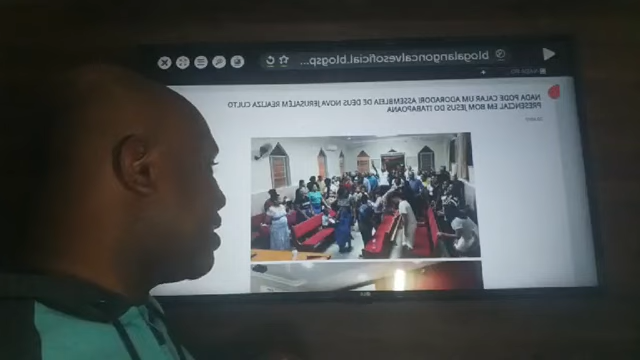 blogalangoncalvesoficial.blogsp...
NADA PODE CALAR UM ADORADOR! ASSEMBLEIA DE DEUS NOVA JERUSALÉM REALIZA CULTO
PRESENCIAL EM BOM JESUS DO ITABAPOANA